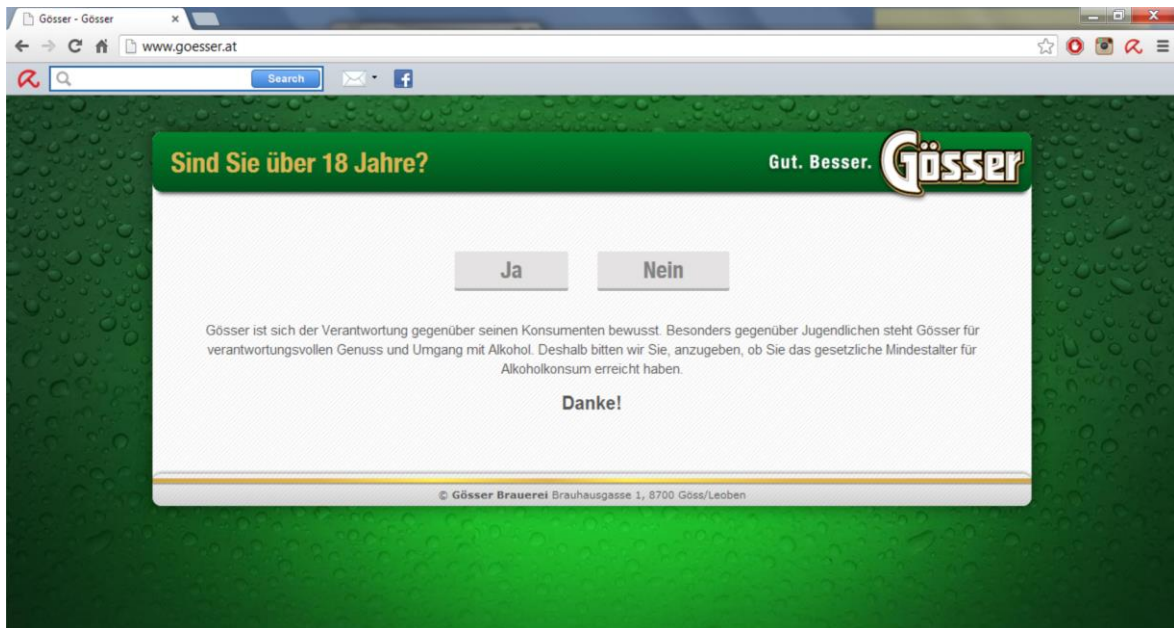 Gösser - Gösser
www.goesser.at
Search
Sind Sie über 18 Jahre?
Gut. Besser. Gösser
Ja Nein
Gösser ist sich der Verantwortung gegenüber seinen Konsumenten bewusst. Besonders gegenüber Jugendlichen steht Gösser für
verantwortungsvollen Genuss und Umgang mit Alkohol. Deshalb bitten wir Sie, anzugeben, ob Sie das gesetzliche Mindestalter für
Alkoholkonsum erreicht haben.
Danke!
© Gösser Brauerei Brauhausgasse 1, 8700 Göss/Leoben